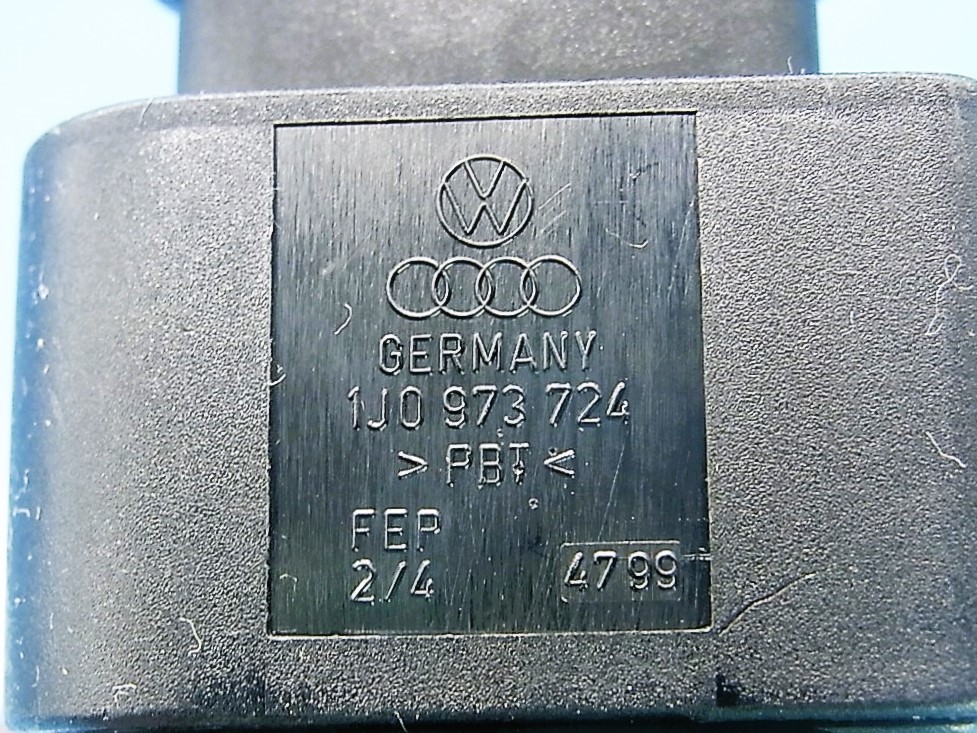 GERMANY
1J0 973 724
> PBT <
FEP
2/4 4799